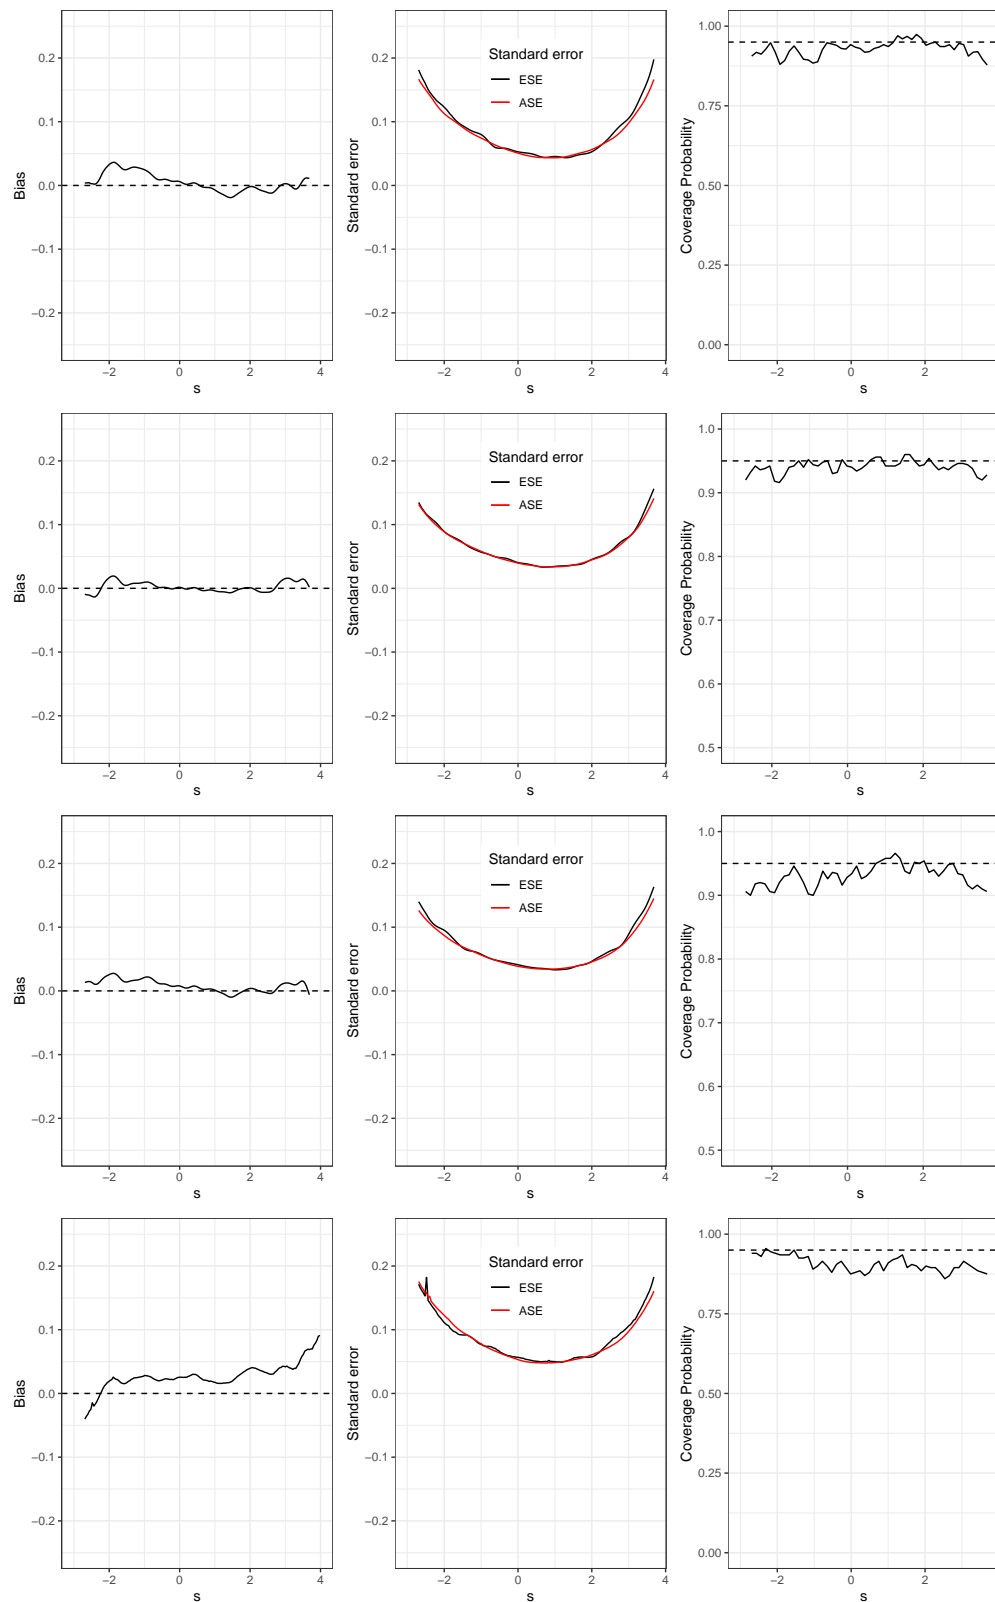 0.2
0.1
0.0
−0.1
−0.2
Bias
−2 0 2 4
s
Standard error
ESE
ASE
0.2
0.1
0.0
−0.1
−0.2
Standard error
−4 −2 0 2 4
s
1.00
0.75
0.50
0.25
0.00
Coverage Probability
−2 0 2
s
0.2
0.1
0.0
−0.1
−0.2
Bias
−2 0 2 4
s
Standard error
ESE
ASE
0.2
0.1
0.0
−0.1
−0.2
Standard error
−2 0 2 4
s
1.0
0.9
0.8
0.7
0.6
0.5
Coverage Probability
−2 0 2
s
0.2
0.1
0.0
−0.1
−0.2
Bias
−2 0 2 4
s
Standard error
ESE
ASE
0.2
0.1
0.0
−0.1
−0.2
Standard error
−2 0 2 4
s
1.0
0.9
0.8
0.7
0.6
0.5
Coverage Probability
−2 0 2
s
0.2
0.1
0.0
−0.1
−0.2
Bias
−2 0 2 4
s
Standard error
ESE
ASE
0.2
0.1
0.0
−0.1
−0.2
Standard error
−2 0 2 4
s
1.00
0.75
0.50
0.25
0.00
Coverage Probability
−2 0 2
s